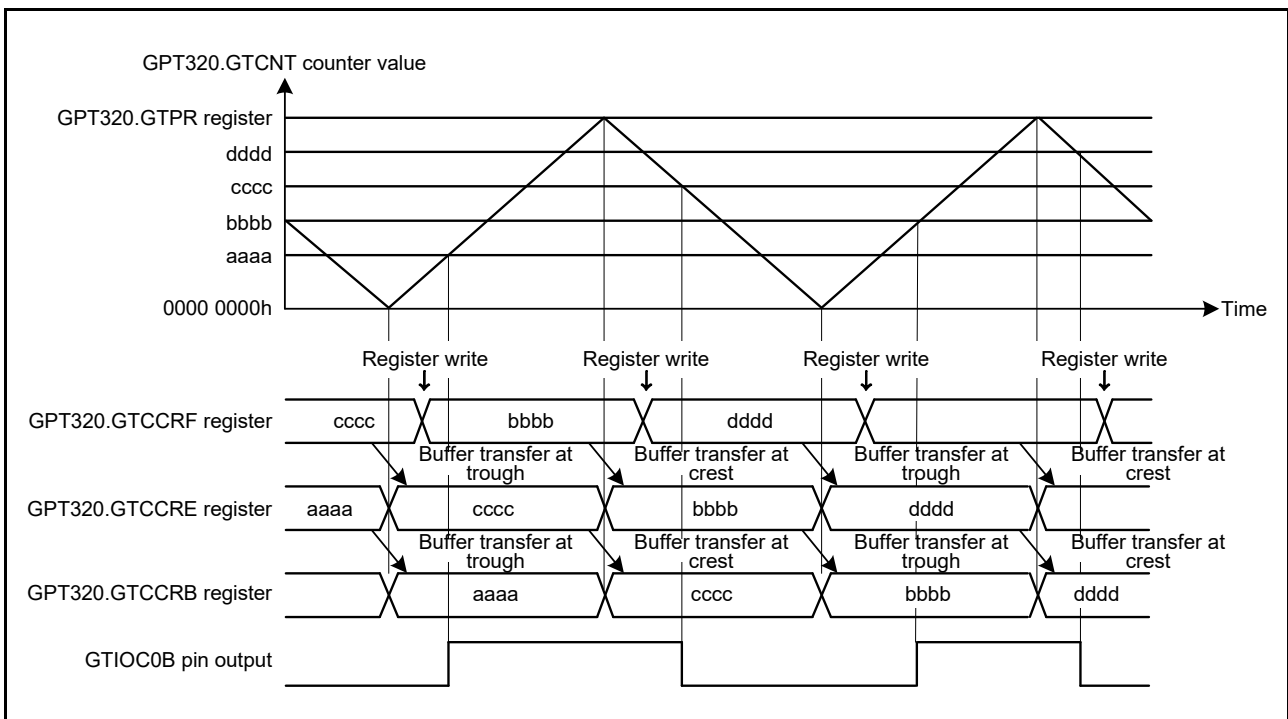 GPT320.GTCNT counter value
GPT320.GTPR register
dddd
cccc
bbbb
aaaa
0000 0000h
Time
Register write Register write Register write Register write
GPT320.GTCCRF register cccc bbbb dddd
Buffer transfer at trough Buffer transfer at crest Buffer transfer at trough Buffer transfer at crest
GPT320.GTCCRE register aaaa cccc bbbb dddd
Buffer transfer at trough Buffer transfer at crest Buffer transfer at trough Buffer transfer at crest
GPT320.GTCCRB register aaaa cccc bbbb dddd
GTIOC0B pin output